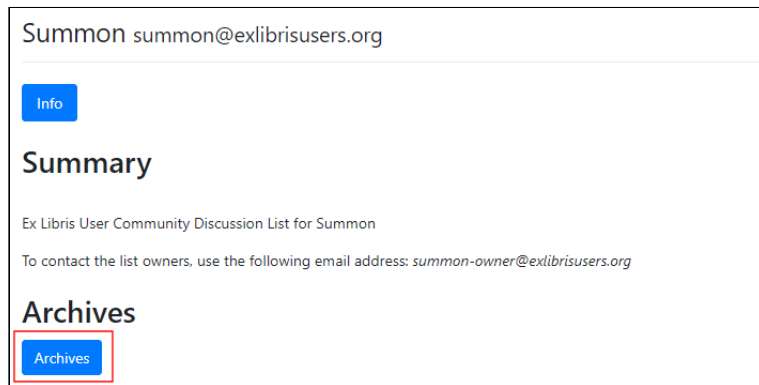 Summon summon@exlibrisusers.org
Info
Summary
Ex Libris User Community Discussion List for Summon
To contact the list owners, use the following email address: summon-owner@exlibrisusers.org
Archives
Archives